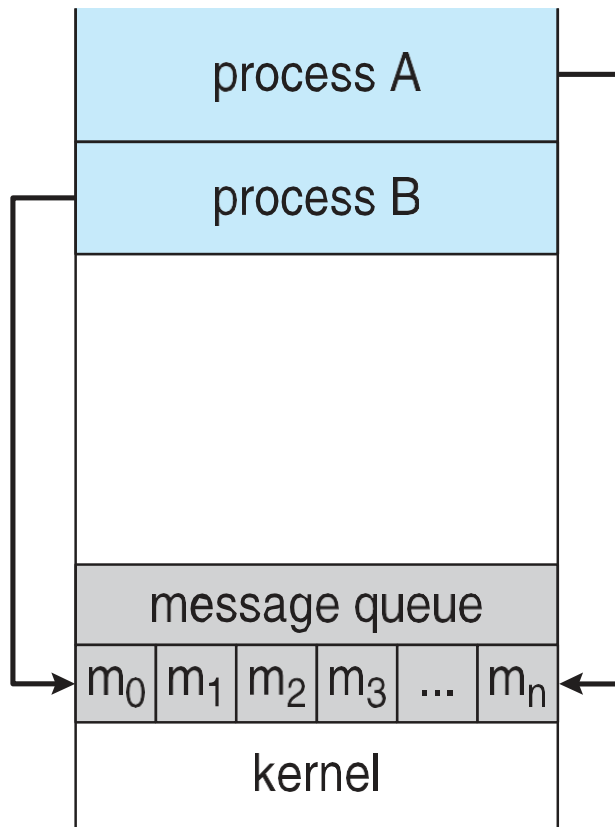 process A
process B
message queue
m₀ m₁ m₂ m₃ ... mₙ
kernel